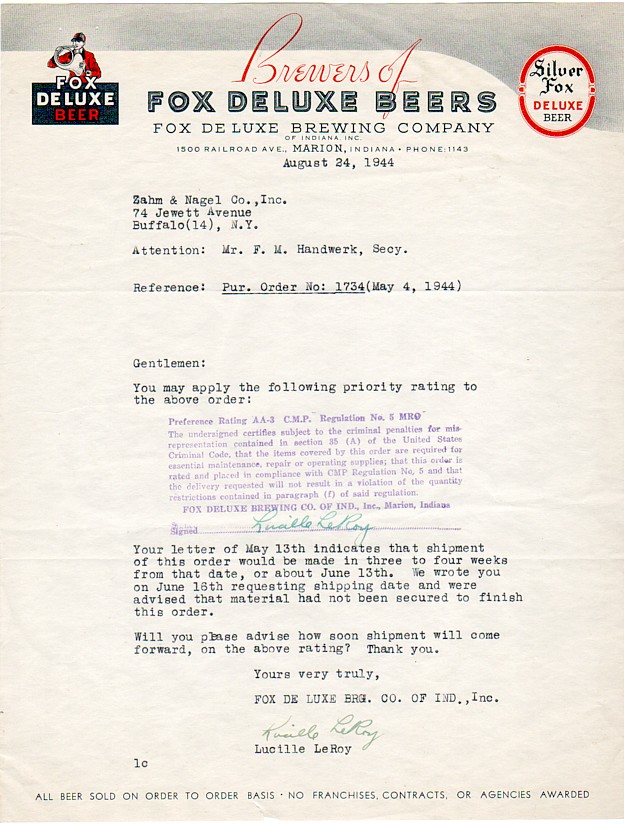 Brewers of
FOX DELUXE BEER
FOX DELUXE BEERS
Silver Fox DELUXE BEER
FOX DE LUXE BREWING COMPANY
OF INDIANA, INC.
1500 RAILROAD AVE., MARION, INDIANA • PHONE: 1143
August 24, 1944
Zahm & Nagel Co.,Inc.
74 Jewett Avenue
Buffalo(14), N.Y.
Attention: Mr. F. M. Handwerk, Secy.
Reference: Pur. Order No: 1734(May 4, 1944)
Gentlemen:
You may apply the following priority rating to
the above order:
Preference Rating AA-3 C.M.P. Regulation No. 5 MRO
The undersigned certifies subject to the criminal penalties for mis-
representation contained in section 35 (A) of the United States
Criminal Code, that the items covered by this order are required for
essential maintenance, repair or operating supplies; that this order is
rated and placed in compliance with CMP Regulation No. 5 and that
the delivery requested will not result in a violation of the quantity
restrictions contained in paragraph (f) of said regulation.
FOX DELUXE BREWING CO. OF IND., Inc., Marion, Indiana
Signed Lucille LeRoy
Your letter of May 13th indicates that shipment
of this order would be made in three to four weeks
from that date, or about June 13th. We wrote you
on June 16th requesting shipping date and were
advised that material had not been secured to finish
this order.
Will you please advise how soon shipment will come
forward, on the above rating? Thank you.
Yours very truly,
FOX DE LUXE BRG. CO. OF IND.,Inc.
Lucille LeRoy
Lucille LeRoy
lc
ALL BEER SOLD ON ORDER TO ORDER BASIS • NO FRANCHISES, CONTRACTS, OR AGENCIES AWARDED